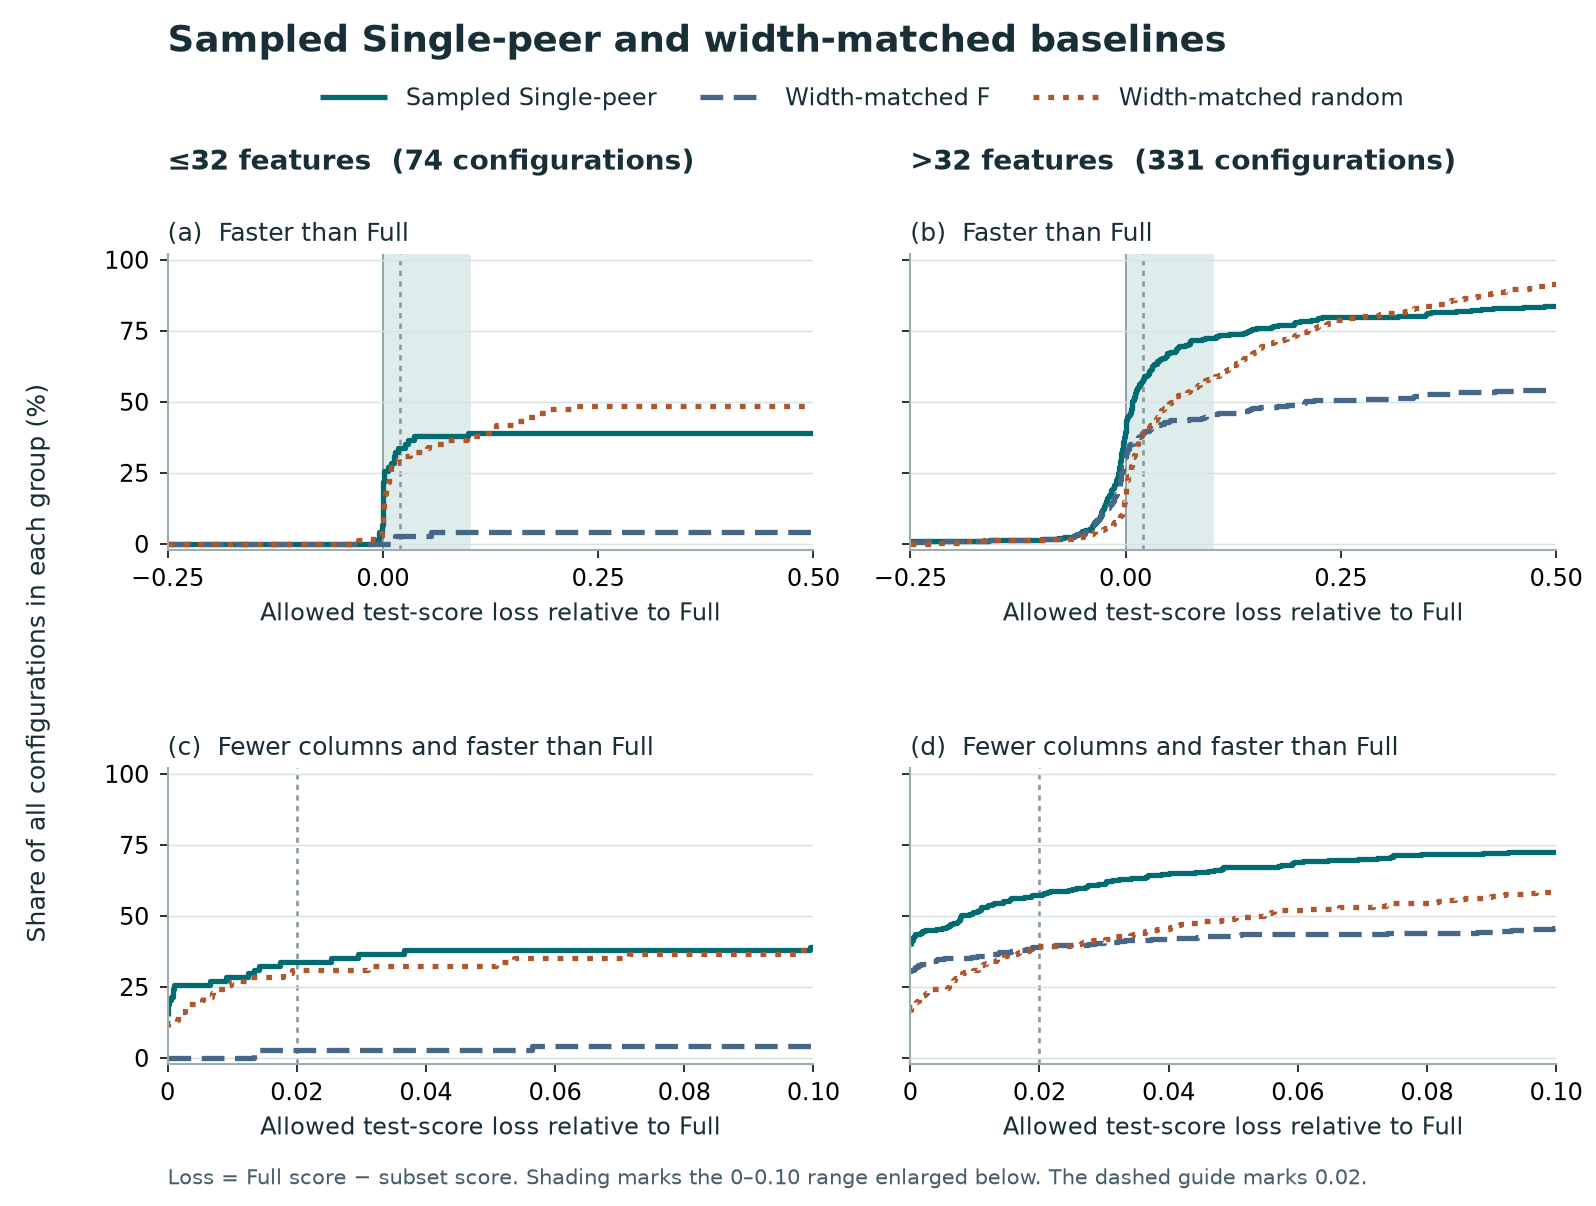 Sampled Single-peer and width-matched baselines
Sampled Single-peer
Width-matched F
Width-matched random
≤32 features (74 configurations)
>32 features (331 configurations)
Share of all configurations in each group (%)
(a) Faster than Full
100
75
50
25
0
−0.25
0.00
0.25
0.50
Allowed test-score loss relative to Full
(b) Faster than Full
−0.25
0.00
0.25
0.50
Allowed test-score loss relative to Full
(c) Fewer columns and faster than Full
100
75
50
25
0
0
0.02
0.04
0.06
0.08
0.10
Allowed test-score loss relative to Full
(d) Fewer columns and faster than Full
0
0.02
0.04
0.06
0.08
0.10
Allowed test-score loss relative to Full
Loss = Full score − subset score. Shading marks the 0–0.10 range enlarged below. The dashed guide marks 0.02.